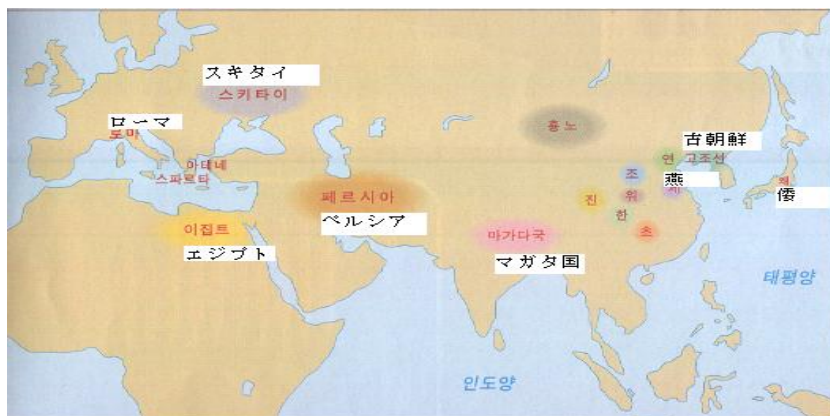 スキタイ
스키타이
ローマ
로마
흉노
古朝鮮
연 고조선
아테네
스파르타
조
燕
페르시아
ペルシア
진
위
倭
한
이집트
エジプト
마가다국
초
マガタ国
태평양
인도양